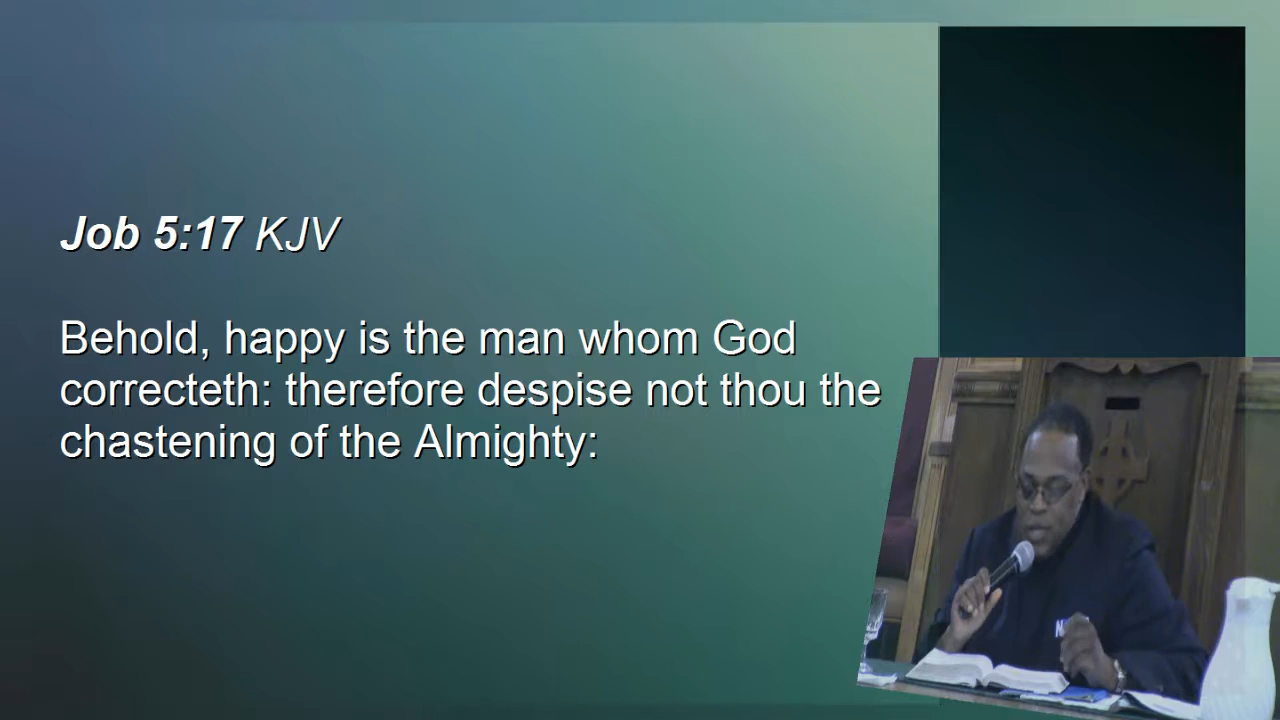 Job 5:17 KJV
Behold, happy is the man whom God
correcteth: therefore despise not thou the
chastening of the Almighty: